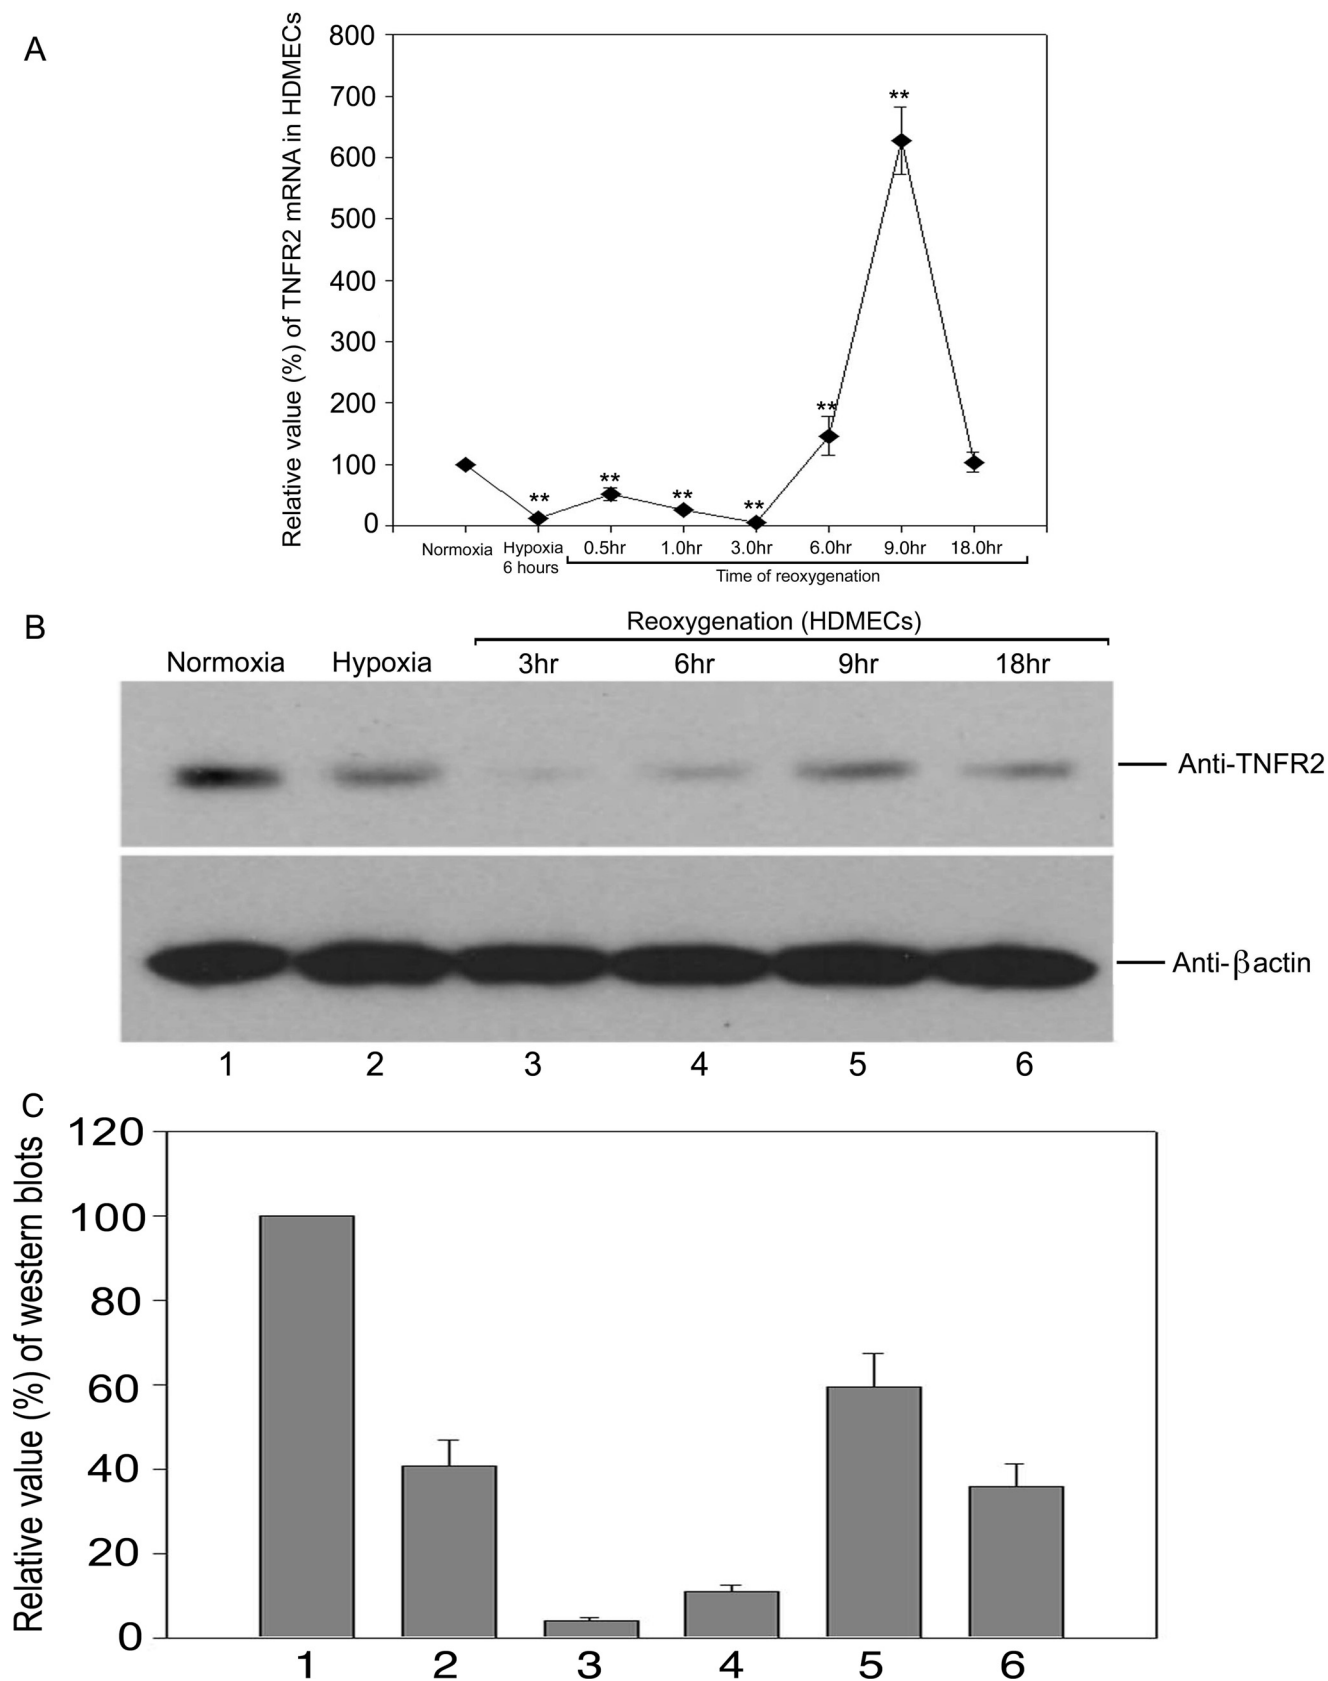 A
Relative value (%) of TNFR2 mRNA in HDMECs
800
700
600
500
400
300
200
100
0
**
**
**
**
**
**
Normoxia
Hypoxia
6 hours
0.5hr
1.0hr
3.0hr
6.0hr
9.0hr
18.0hr
Time of reoxygenation
B
Reoxygenation (HDMECs)
Normoxia Hypoxia 3hr 6hr 9hr 18hr
Anti-TNFR2
Anti-βactin
1 2 3 4 5 6
C
Relative value (%) of western blots
120
100
80
60
40
20
0
1 2 3 4 5 6